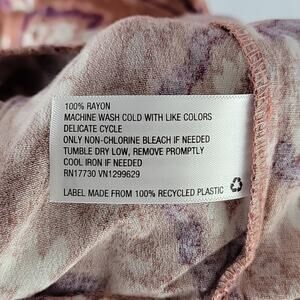 100% RAYON
MACHINE WASH COLD WITH LIKE COLORS
DELICATE CYCLE
ONLY NON-CHLORINE BLEACH IF NEEDED
TUMBLE DRY LOW, REMOVE PROMPTLY
COOL IRON IF NEEDED
RN17730 VN1299629
LABEL MADE FROM 100% RECYCLED PLASTIC